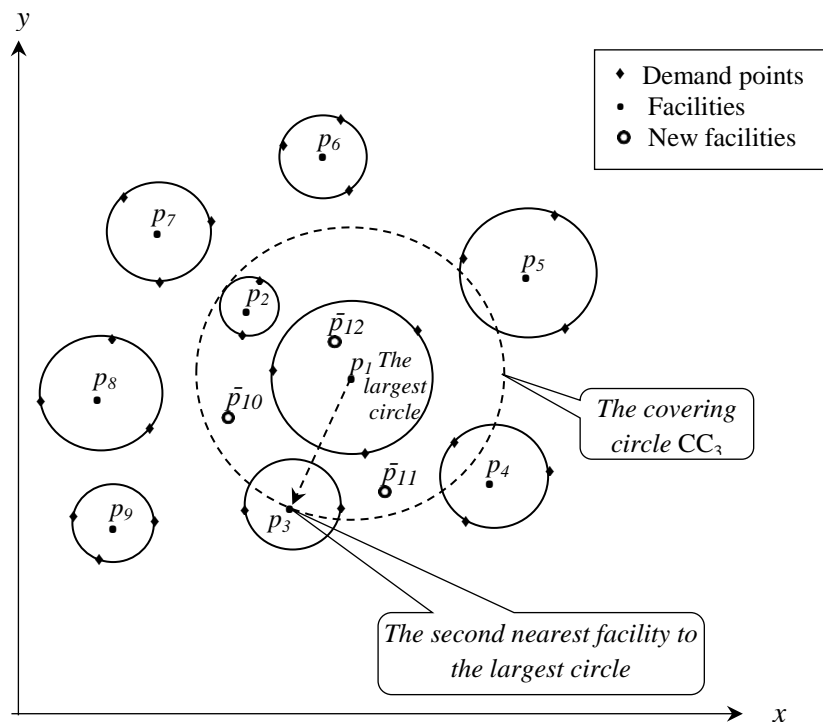 y
Demand points
Facilities
New facilities
p6
p7
p5
p2
p̄12
p1 The
largest
circle
p8
p̄10
The covering
circle CC3
p̄11
p4
p3
p9
The second nearest facility to
the largest circle
x